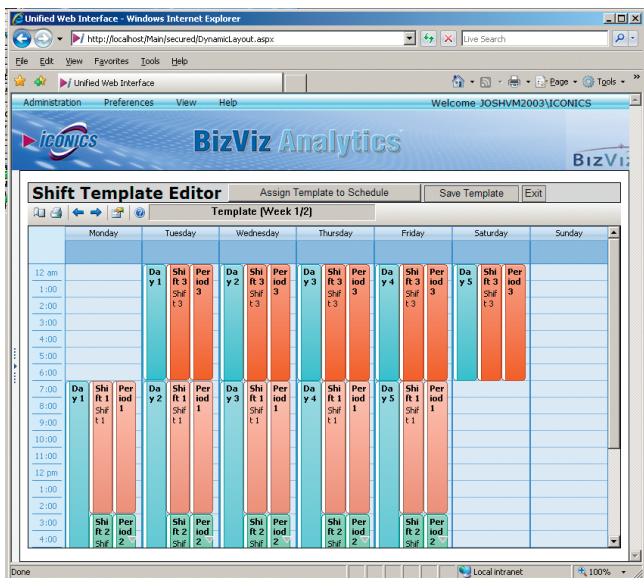 Unified Web Interface - Windows Internet Explorer
http://localhost/Main/secured/DynamicLayout.aspx
Live Search
File Edit View Favorites Tools Help
Unified Web Interface
Page Tools
Administration Preferences View Help Welcome JOSHVM2003\ICONICS
ICONICS
BizViz Analytics
BizViz
Shift Template Editor Assign Template to Schedule Save Template Exit
Template (Week 1/2)
Monday Tuesday Wednesday Thursday Friday Saturday Sunday
12 am
Da Shi Per Da Shi Per Da Shi Per Da Shi Per Da Shi Per
y 1 ft 3 iod y 2 ft 3 iod y 3 ft 3 iod y 4 ft 3 iod y 5 ft 3 iod
1:00 Shif 3 Shif 3 Shif 3 Shif 3 Shif 3
2:00 t 3 t 3 t 3 t 3 t 3
3:00
4:00
5:00
6:00
7:00 Da Shi Per Da Shi Per Da Shi Per Da Shi Per Da Shi Per
y 1 ft 1 iod y 2 ft 1 iod y 3 ft 1 iod y 4 ft 1 iod y 5 ft 1 iod
8:00 Shif 1 Shif 1 Shif 1 Shif 1 Shif 1
9:00 t 1 t 1 t 1 t 1 t 1
10:00
11:00
12 pm
1:00
2:00
3:00 Shi Per Shi Per Shi Per Shi Per Shi Per
ft 2 iod ft 2 iod ft 2 iod ft 2 iod ft 2 iod
4:00 Shif 2 Shif 2 Shif 2 Shif 2 Shif 2
Done Local intranet 100%